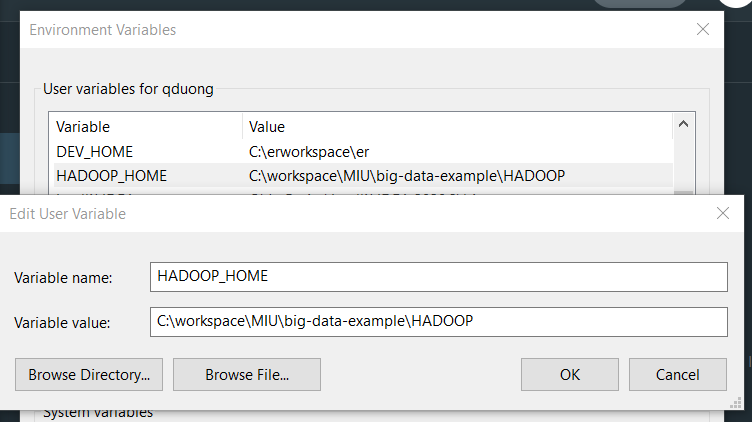 Environment Variables
User variables for qduong
Variable Value
DEV_HOME C:\erworkspace\er
HADOOP_HOME C:\workspace\MIU\big-data-example\HADOOP
Edit User Variable
Variable name: HADOOP_HOME
Variable value: C:\workspace\MIU\big-data-example\HADOOP
Browse Directory... Browse File... OK Cancel
System variables